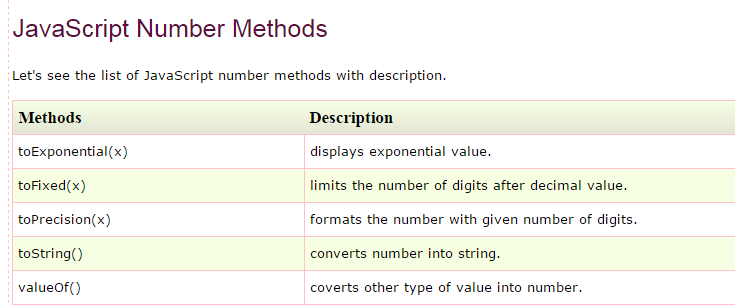 JavaScript Number Methods
Let's see the list of JavaScript number methods with description.
Methods Description
toExponential(x) displays exponential value.
toFixed(x) limits the number of digits after decimal value.
toPrecision(x) formats the number with given number of digits.
toString() converts number into string.
valueOf() coverts other type of value into number.